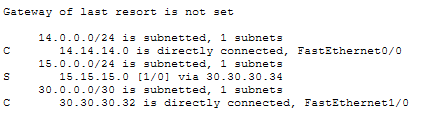 Gateway of last resort is not set
14.0.0.0/24 is subnetted, 1 subnets
C 14.14.14.0 is directly connected, FastEthernet0/0
15.0.0.0/24 is subnetted, 1 subnets
S 15.15.15.0 [1/0] via 30.30.30.34
30.0.0.0/30 is subnetted, 1 subnets
C 30.30.30.32 is directly connected, FastEthernet1/0